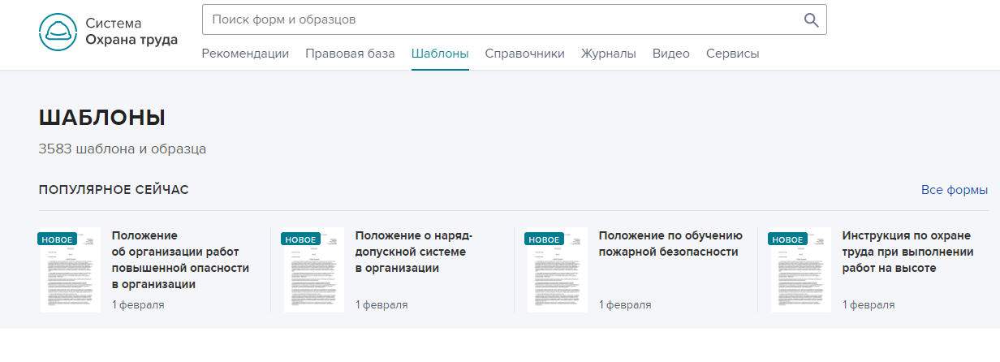 Система
Охрана труда
Поиск форм и образцов
Рекомендации Правовая база Шаблоны Справочники Журналы Видео Сервисы
ШАБЛОНЫ
3583 шаблона и образца
ПОПУЛЯРНОЕ СЕЙЧАС
Все формы
НОВОЕ
Положение
об организации работ
повышенной опасности
в организации
1 февраля
НОВОЕ
Положение о наряд-
допускной системе
в организации
1 февраля
НОВОЕ
Положение по обучению
пожарной безопасности
1 февраля
НОВОЕ
Инструкция по охране
труда при выполнении
работ на высоте
1 февраля